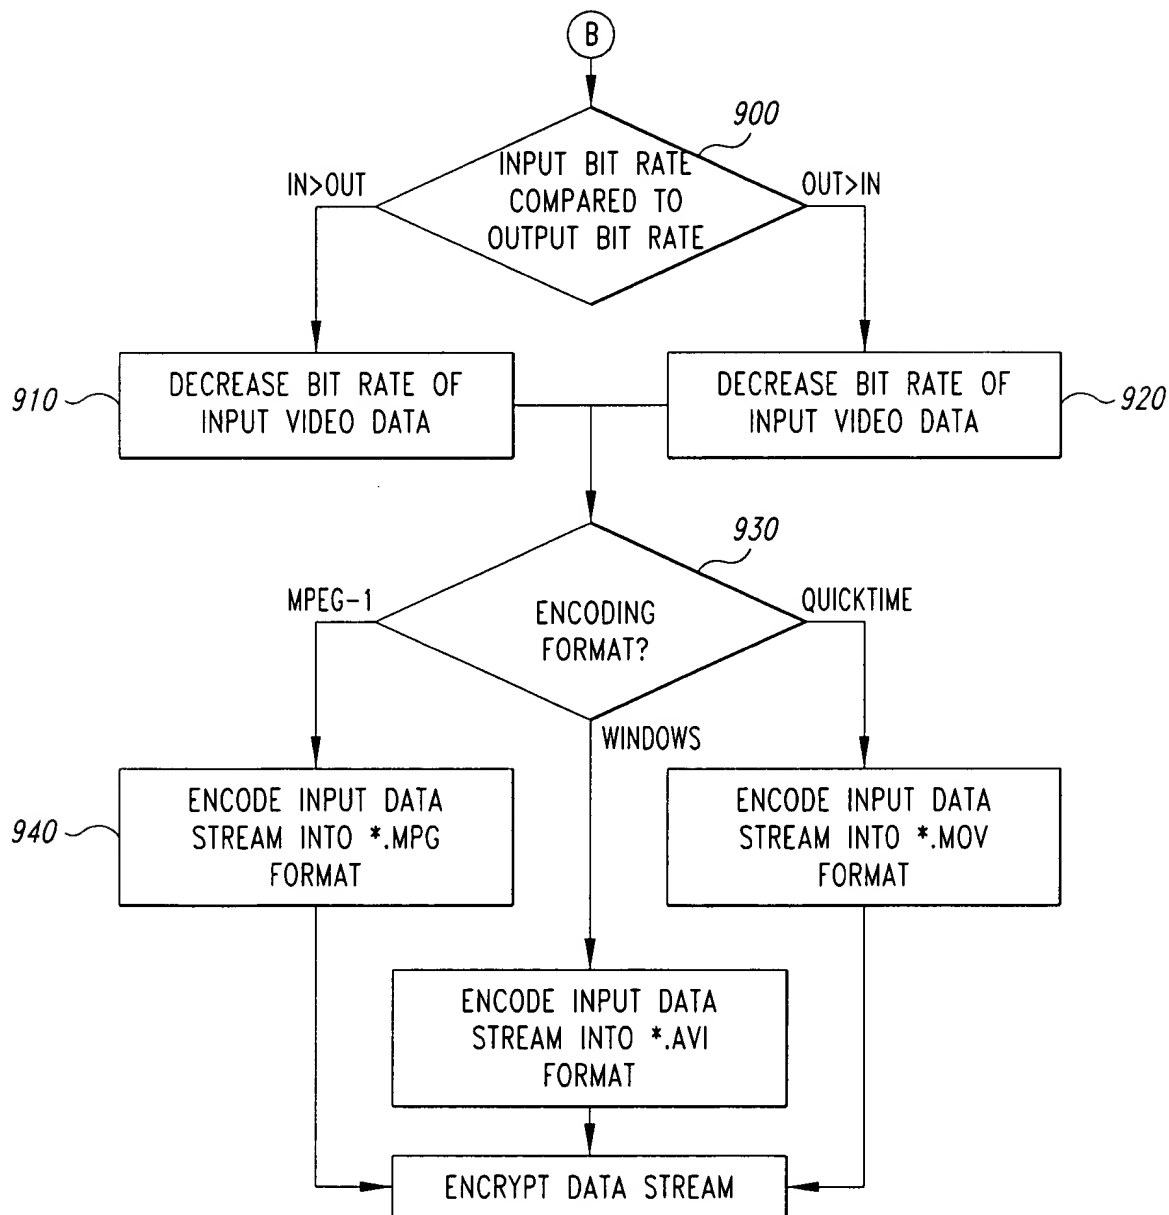 B
900
INPUT BIT RATE
COMPARED TO
OUTPUT BIT RATE
IN>OUT
OUT>IN
910
DECREASE BIT RATE OF
INPUT VIDEO DATA
DECREASE BIT RATE OF
INPUT VIDEO DATA
920
930
MPEG-1
ENCODING
FORMAT?
QUICKTIME
WINDOWS
940
ENCODE INPUT DATA
STREAM INTO *.MPG
FORMAT
ENCODE INPUT DATA
STREAM INTO *.MOV
FORMAT
ENCODE INPUT DATA
STREAM INTO *.AVI
FORMAT
ENCRYPT DATA STREAM